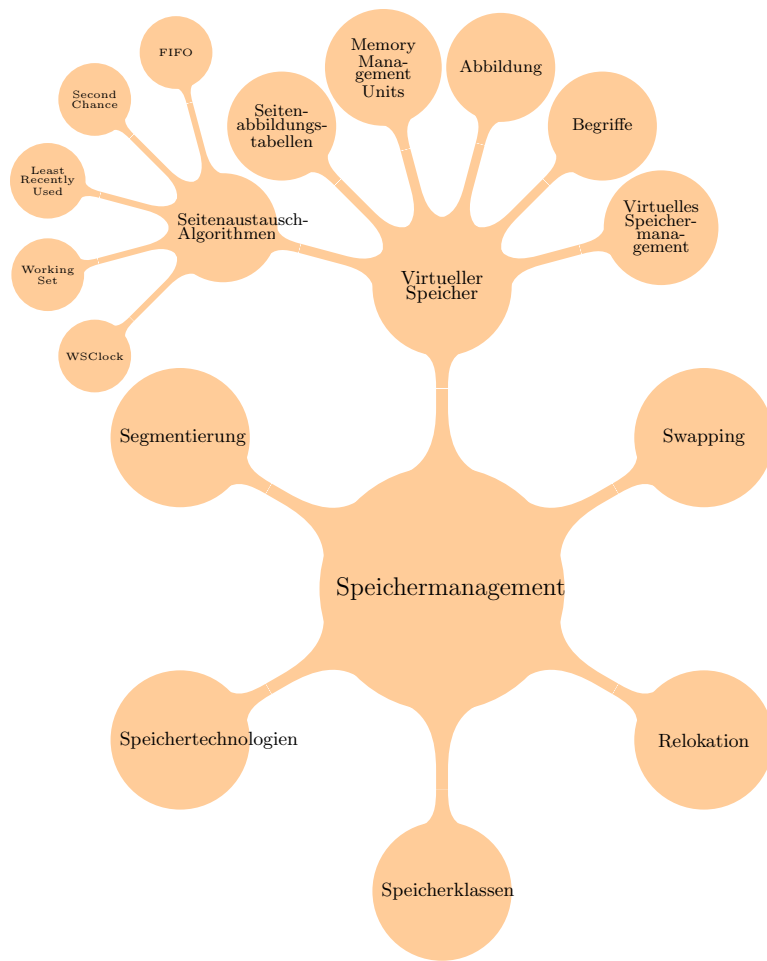 FIFO
Second
Chance
Least
Recently
Used
Working
Set
WSClock
Seitenaustausch-
Algorithmen
Seiten-
abbildungs-
tabellen
Memory
Mana-
gement
Units
Abbildung
Begriffe
Virtuelles
Speicher-
mana-
gement
Virtueller
Speicher
Segmentierung
Swapping
Speichermanagement
Speichertechnologien
Relokation
Speicherklassen